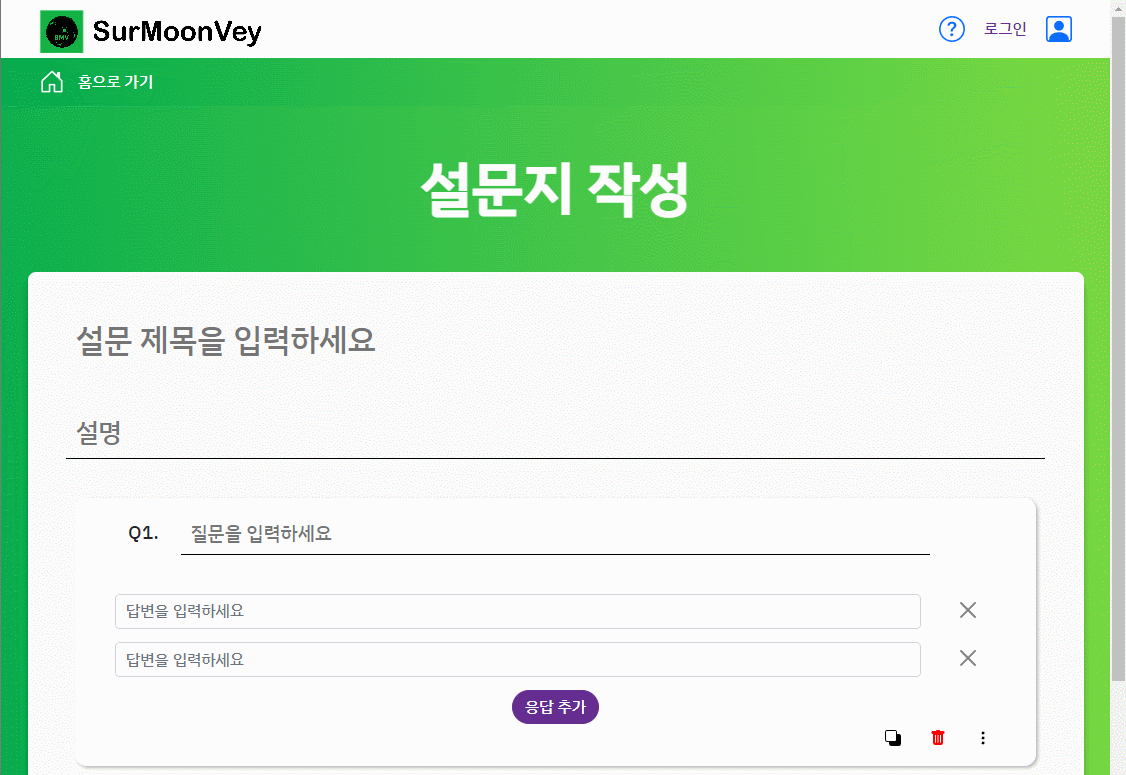 BMV SurMoonVey
? 로그인
홈으로 가기
설문지 작성
설문 제목을 입력하세요
설명
Q1. 질문을 입력하세요
답변을 입력하세요
답변을 입력하세요
응답 추가